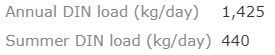 Annual DIN load (kg/day) 1,425
Summer DIN load (kg/day) 440